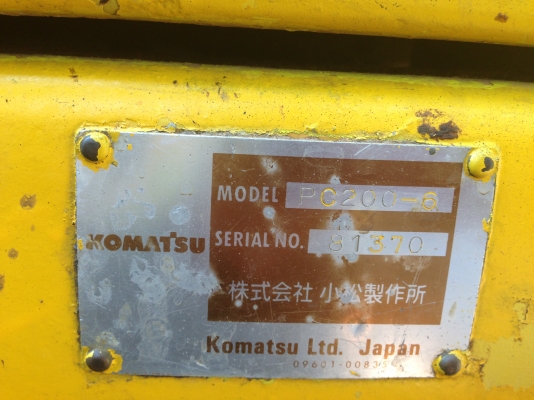 MODEL PC200-6
KOMATSU
SERIAL NO. 81370
株式会社 小松製作所
Komatsu Ltd. Japan